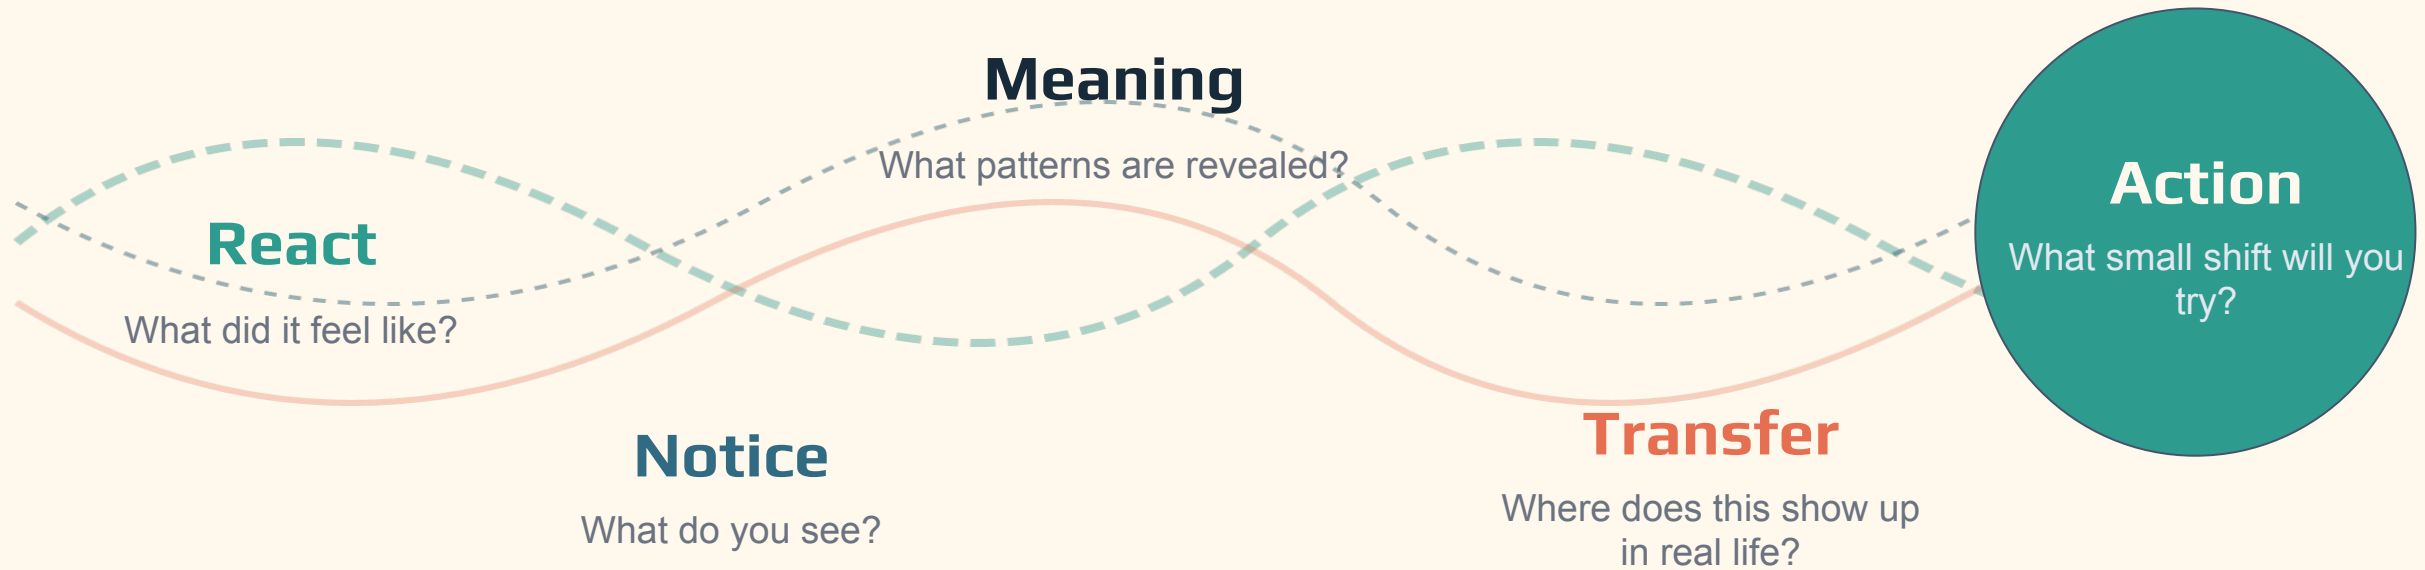 React
What did it feel like?
Notice
What do you see?
Meaning
What patterns are revealed?
Transfer
Where does this show up
in real life?
Action
What small shift will you
try?